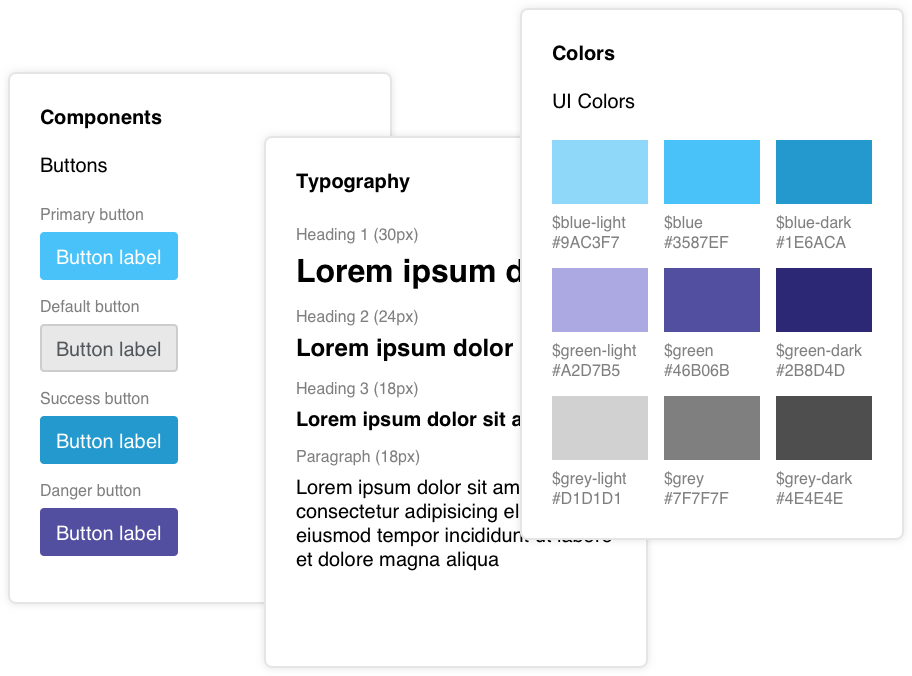 Components
Buttons
Primary button
Button label
Default button
Button label
Success button
Button label
Danger button
Button label
Typography
Heading 1 (30px)
Lorem ipsum
Heading 2 (24px)
Lorem ipsum dolor
Heading 3 (18px)
Lorem ipsum dolor sit
Paragraph (18px)
Lorem ipsum dolor sit am
consectetur adipisicing el
eiusmod tempor incididunt ut labore
et dolore magna aliqua
Colors
UI Colors
$blue-light
#9AC3F7
$blue
#3587EF
$blue-dark
#1E6ACA
$green-light
#A2D7B5
$green
#46B06B
$green-dark
#2B8D4D
$grey-light
#D1D1D1
$grey
#7F7F7F
$grey-dark
#4E4E4E